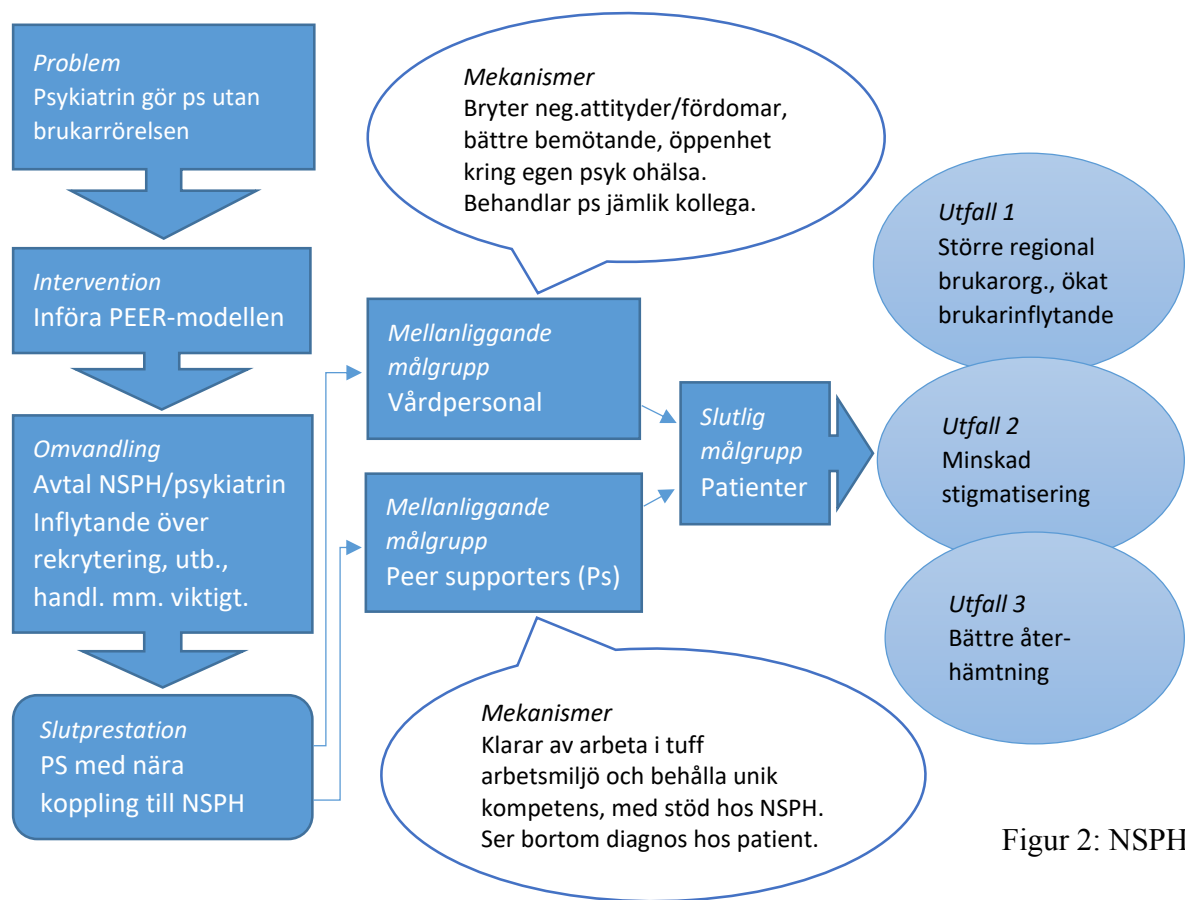 Problem
Psykiatrin gör ps utan
brukarrörelsen
Intervention
Införa PEER-modellen
Omvandling
Avtal NSPH/psykiatrin
Inflytande över
rekrytering, utb.,
handl. mm. viktigt.
Slutprestation
PS med nära
koppling till NSPH
Mekanismer
Bryter neg.attityder/fördomar,
bättre bemötande, öppenhet
kring egen psyk ohälsa.
Behandlar ps jämlik kollega.
Mellanliggande
målgrupp
Vårdpersonal
Mellanliggande
målgrupp
Peer supporters (Ps)
Mekanismer
Klarar av arbeta i tuff
arbetsmiljö och behålla unik
kompetens, med stöd hos NSPH.
Ser bortom diagnos hos patient.
Slutlig
målgrupp
Patienter
Utfall 1
Större regional
brukarorg., ökat
brukarinflytande
Utfall 2
Minskad
stigmatisering
Utfall 3
Bättre åter-
hämtning
Figur 2: NSPH